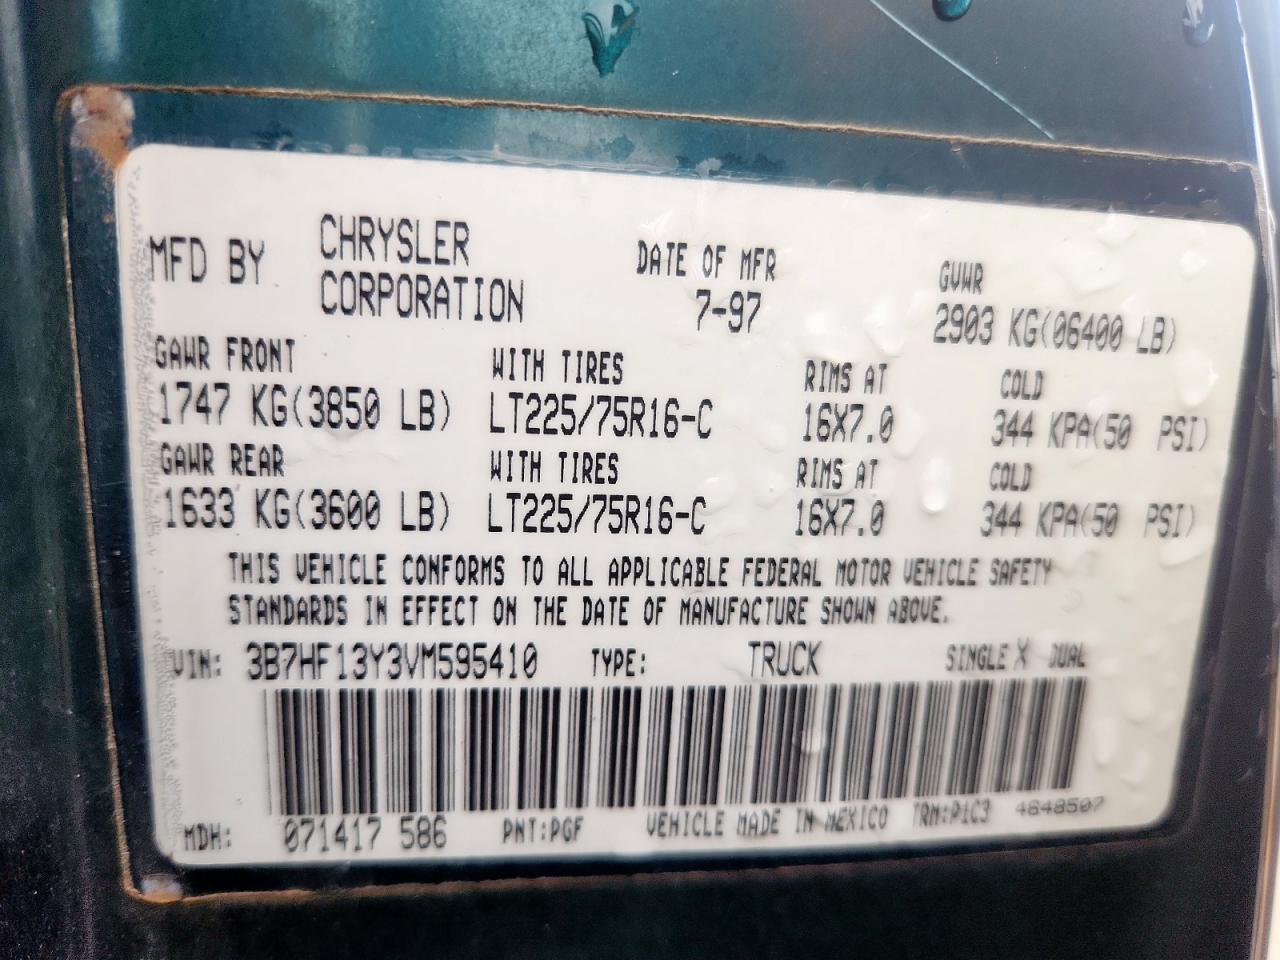 MFD BY CHRYSLER CORPORATION DATE OF MFR 7-97 GVWR 2903 KG(06400 LB)
GAWR FRONT WITH TIRES RIMS AT COLD
1747 KG(3850 LB) LT225/75R16-C 16X7.0 344 KPA(50 PSI)
GAWR REAR WITH TIRES RIMS AT COLD
1633 KG(3600 LB) LT225/75R16-C 16X7.0 344 KPA(50 PSI)
THIS VEHICLE CONFORMS TO ALL APPLICABLE FEDERAL MOTOR VEHICLE SAFETY
STANDARDS IN EFFECT ON THE DATE OF MANUFACTURE SHOWN ABOVE.
VIN: 3B7HF13Y3VM595410 TYPE: TRUCK SINGLE X DUAL
MDH: 071417 586 PNT:PGF VEHICLE MADE IN MEXICO TRM:P1C3 4648507